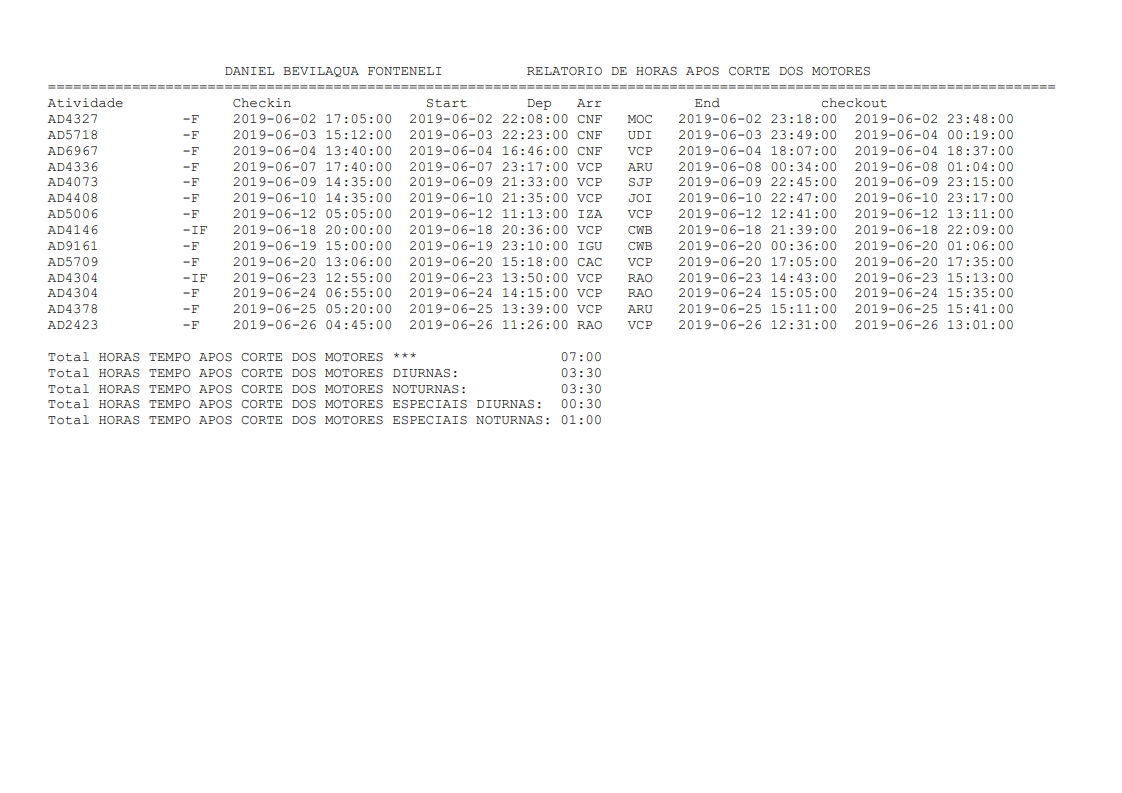 DANIEL BEVILAQUA FONTENELI RELATORIO DE HORAS APOS CORTE DOS MOTORES
========================================================================================================================
Atividade Checkin Start Dep Arr End checkout
AD4327 -F 2019-06-02 17:05:00 2019-06-02 22:08:00 CNF MOC 2019-06-02 23:18:00 2019-06-02 23:48:00
AD5718 -F 2019-06-03 15:12:00 2019-06-03 22:23:00 CNF UDI 2019-06-03 23:49:00 2019-06-04 00:19:00
AD6967 -F 2019-06-04 13:40:00 2019-06-04 16:46:00 CNF VCP 2019-06-04 18:07:00 2019-06-04 18:37:00
AD4336 -F 2019-06-07 17:40:00 2019-06-07 23:17:00 VCP ARU 2019-06-08 00:34:00 2019-06-08 01:04:00
AD4073 -F 2019-06-09 14:35:00 2019-06-09 21:33:00 VCP SJP 2019-06-09 22:45:00 2019-06-09 23:15:00
AD4408 -F 2019-06-10 14:35:00 2019-06-10 21:35:00 VCP JOI 2019-06-10 22:47:00 2019-06-10 23:17:00
AD5006 -F 2019-06-12 05:05:00 2019-06-12 11:13:00 IZA VCP 2019-06-12 12:41:00 2019-06-12 13:11:00
AD4146 -IF 2019-06-18 20:00:00 2019-06-18 20:36:00 VCP CWB 2019-06-18 21:39:00 2019-06-18 22:09:00
AD9161 -F 2019-06-19 15:00:00 2019-06-19 23:10:00 IGU CWB 2019-06-20 00:36:00 2019-06-20 01:06:00
AD5709 -F 2019-06-20 13:06:00 2019-06-20 15:18:00 CAC VCP 2019-06-20 17:05:00 2019-06-20 17:35:00
AD4304 -IF 2019-06-23 12:55:00 2019-06-23 13:50:00 VCP RAO 2019-06-23 14:43:00 2019-06-23 15:13:00
AD4304 -F 2019-06-24 06:55:00 2019-06-24 14:15:00 VCP RAO 2019-06-24 15:05:00 2019-06-24 15:35:00
AD4378 -F 2019-06-25 05:20:00 2019-06-25 13:39:00 VCP ARU 2019-06-25 15:11:00 2019-06-25 15:41:00
AD2423 -F 2019-06-26 04:45:00 2019-06-26 11:26:00 RAO VCP 2019-06-26 12:31:00 2019-06-26 13:01:00
Total HORAS TEMPO APOS CORTE DOS MOTORES *** 07:00
Total HORAS TEMPO APOS CORTE DOS MOTORES DIURNAS: 03:30
Total HORAS TEMPO APOS CORTE DOS MOTORES NOTURNAS: 03:30
Total HORAS TEMPO APOS CORTE DOS MOTORES ESPECIAIS DIURNAS: 00:30
Total HORAS TEMPO APOS CORTE DOS MOTORES ESPECIAIS NOTURNAS: 01:00